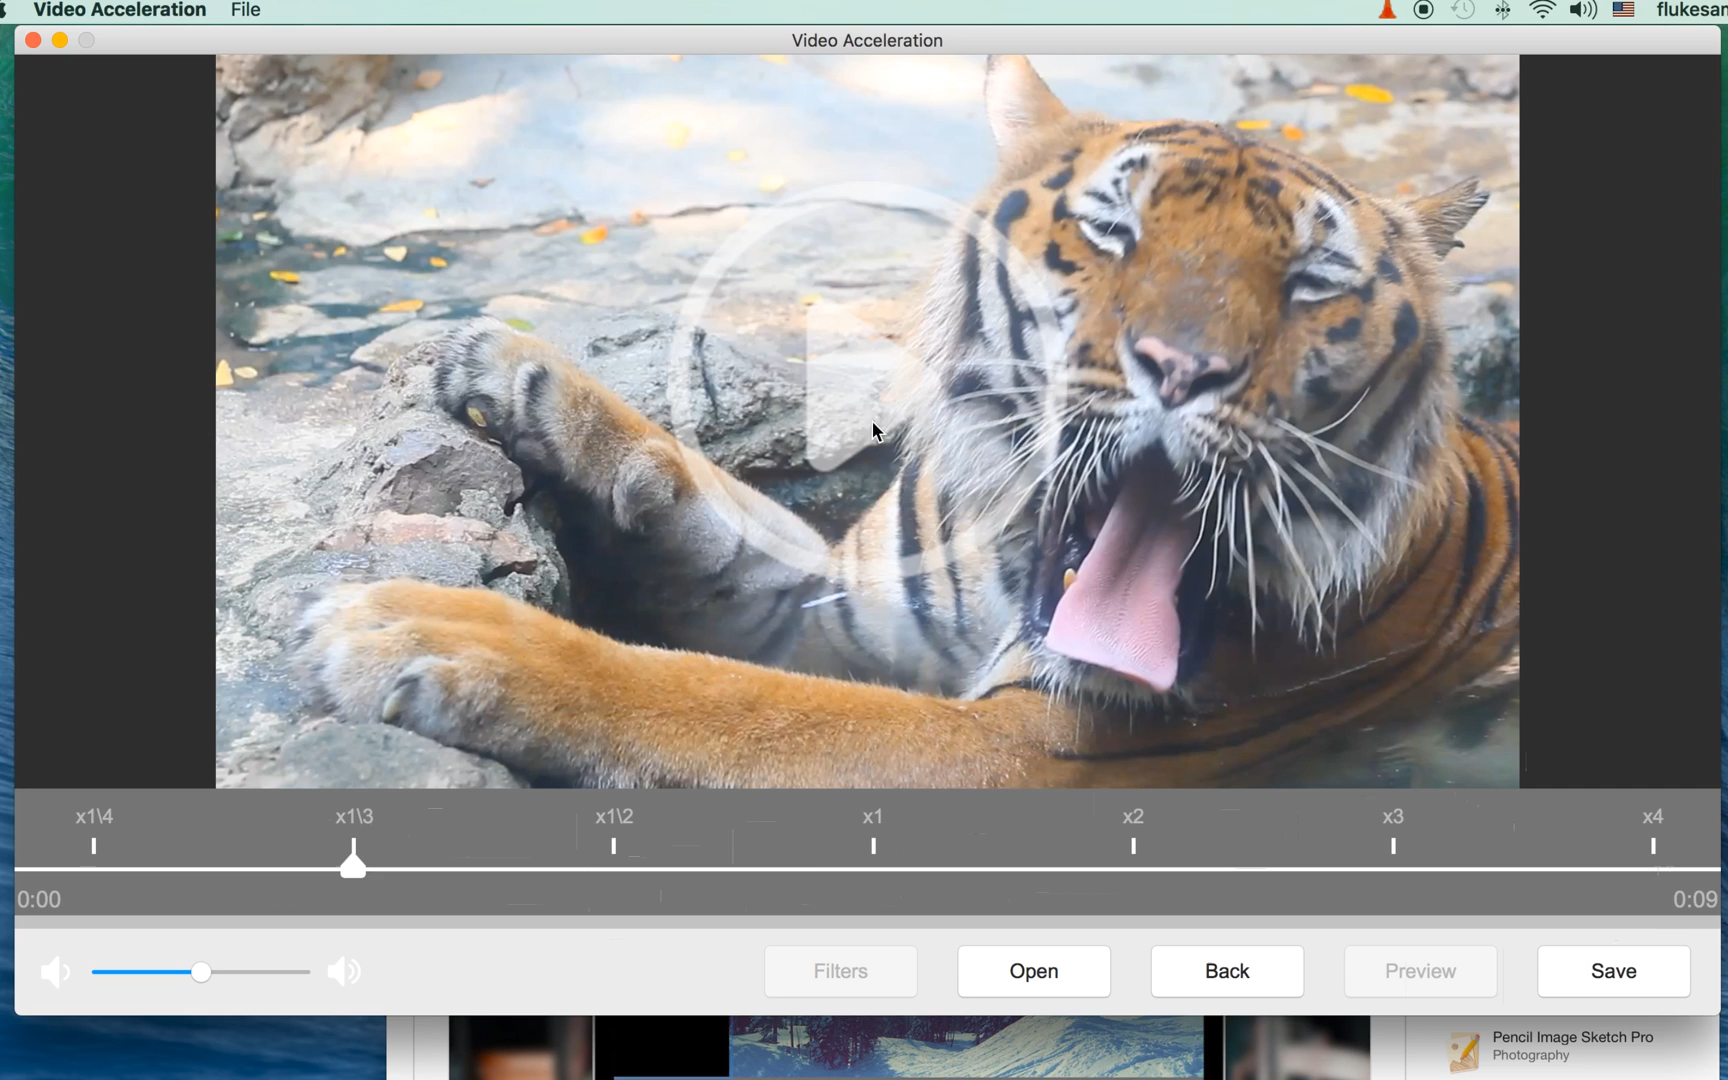 Video Acceleration File flukesan
Video Acceleration
x1\4 x1\3 x1\2 x1 x2 x3 x4
0:00 0:09
Filters Open Back Preview Save
Pencil Image Sketch Pro
Photography